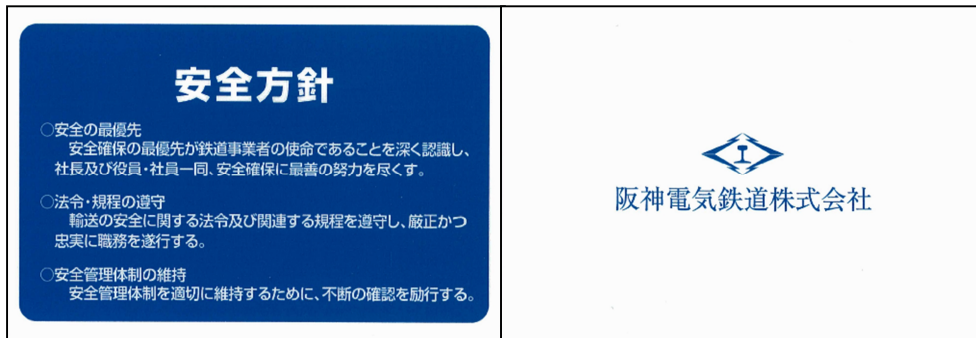 安全方針
○安全の最優先
安全確保の最優先が鉄道事業者の使命であることを深く認識し、
社長及び役員・社員一同、安全確保に最善の努力を尽くす。
○法令・規程の遵守
輸送の安全に関する法令及び関連する規程を遵守し、厳正かつ
忠実に職務を遂行する。
○安全管理体制の維持
安全管理体制を適切に維持するために、不断の確認を励行する。
阪神電気鉄道株式会社